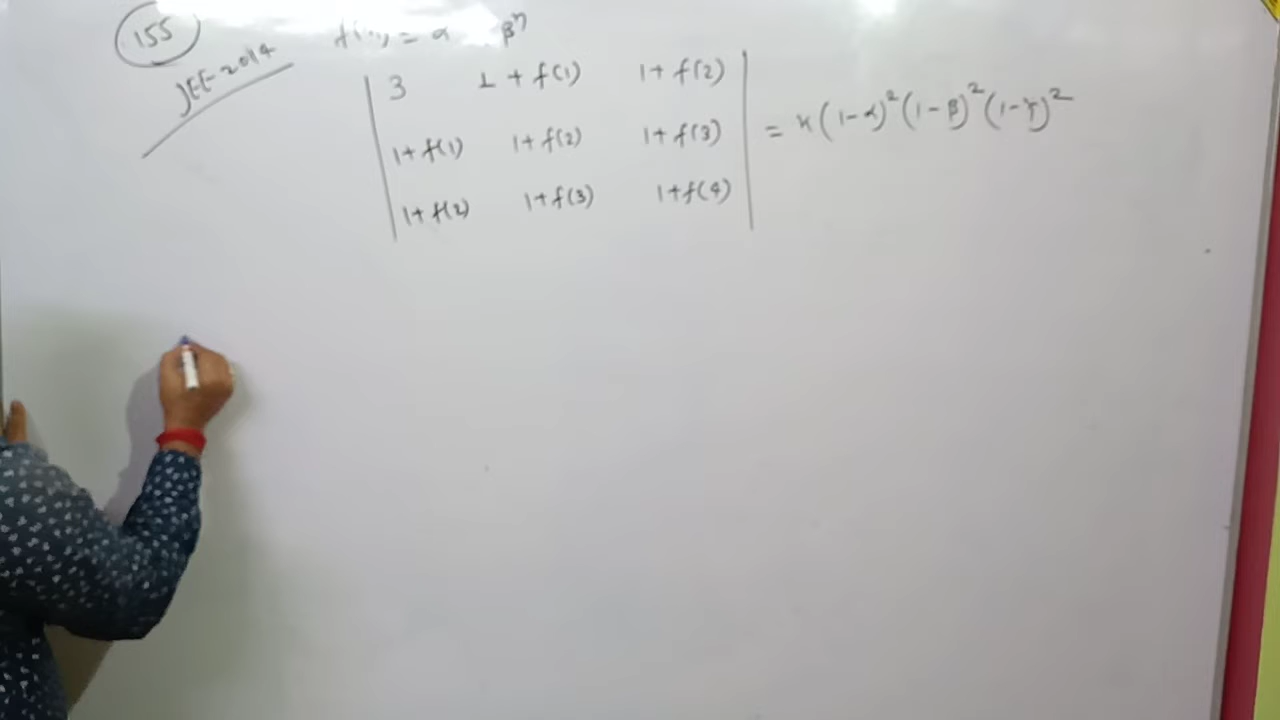 155
JEE-2014
= α βⁿ
| 3 1 + f(1) 1 + f(2) |
| 1 + f(1) 1 + f(2) 1 + f(3) | = K (1-α)² (1-β)² (1-γ)²
| 1 + f(2) 1 + f(3) 1 + f(4) |